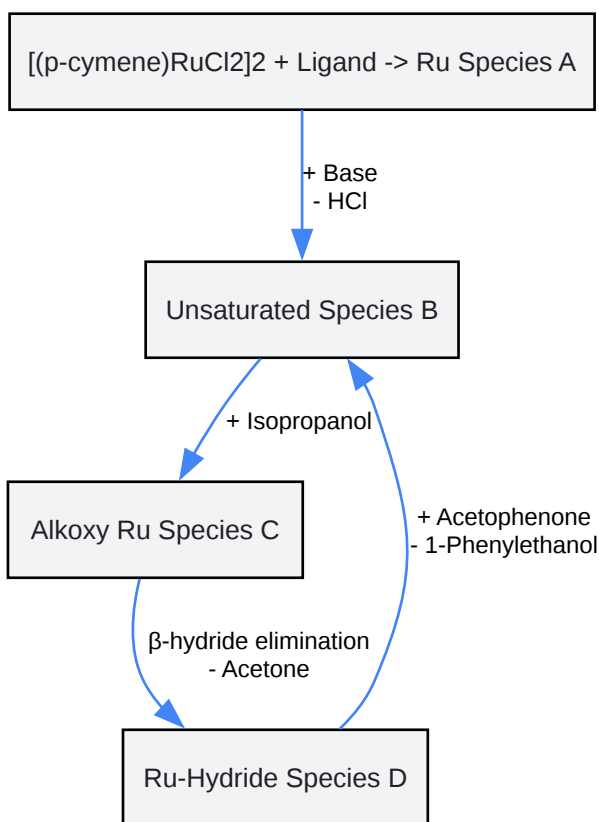 [(p-cymene)RuCl2]2 + Ligand -> Ru Species A
+ Base
- HCl
Unsaturated Species B
+ Isopropanol
Alkoxy Ru Species C
+ Acetophenone
- 1-Phenylethanol
β-hydride elimination
- Acetone
Ru-Hydride Species D